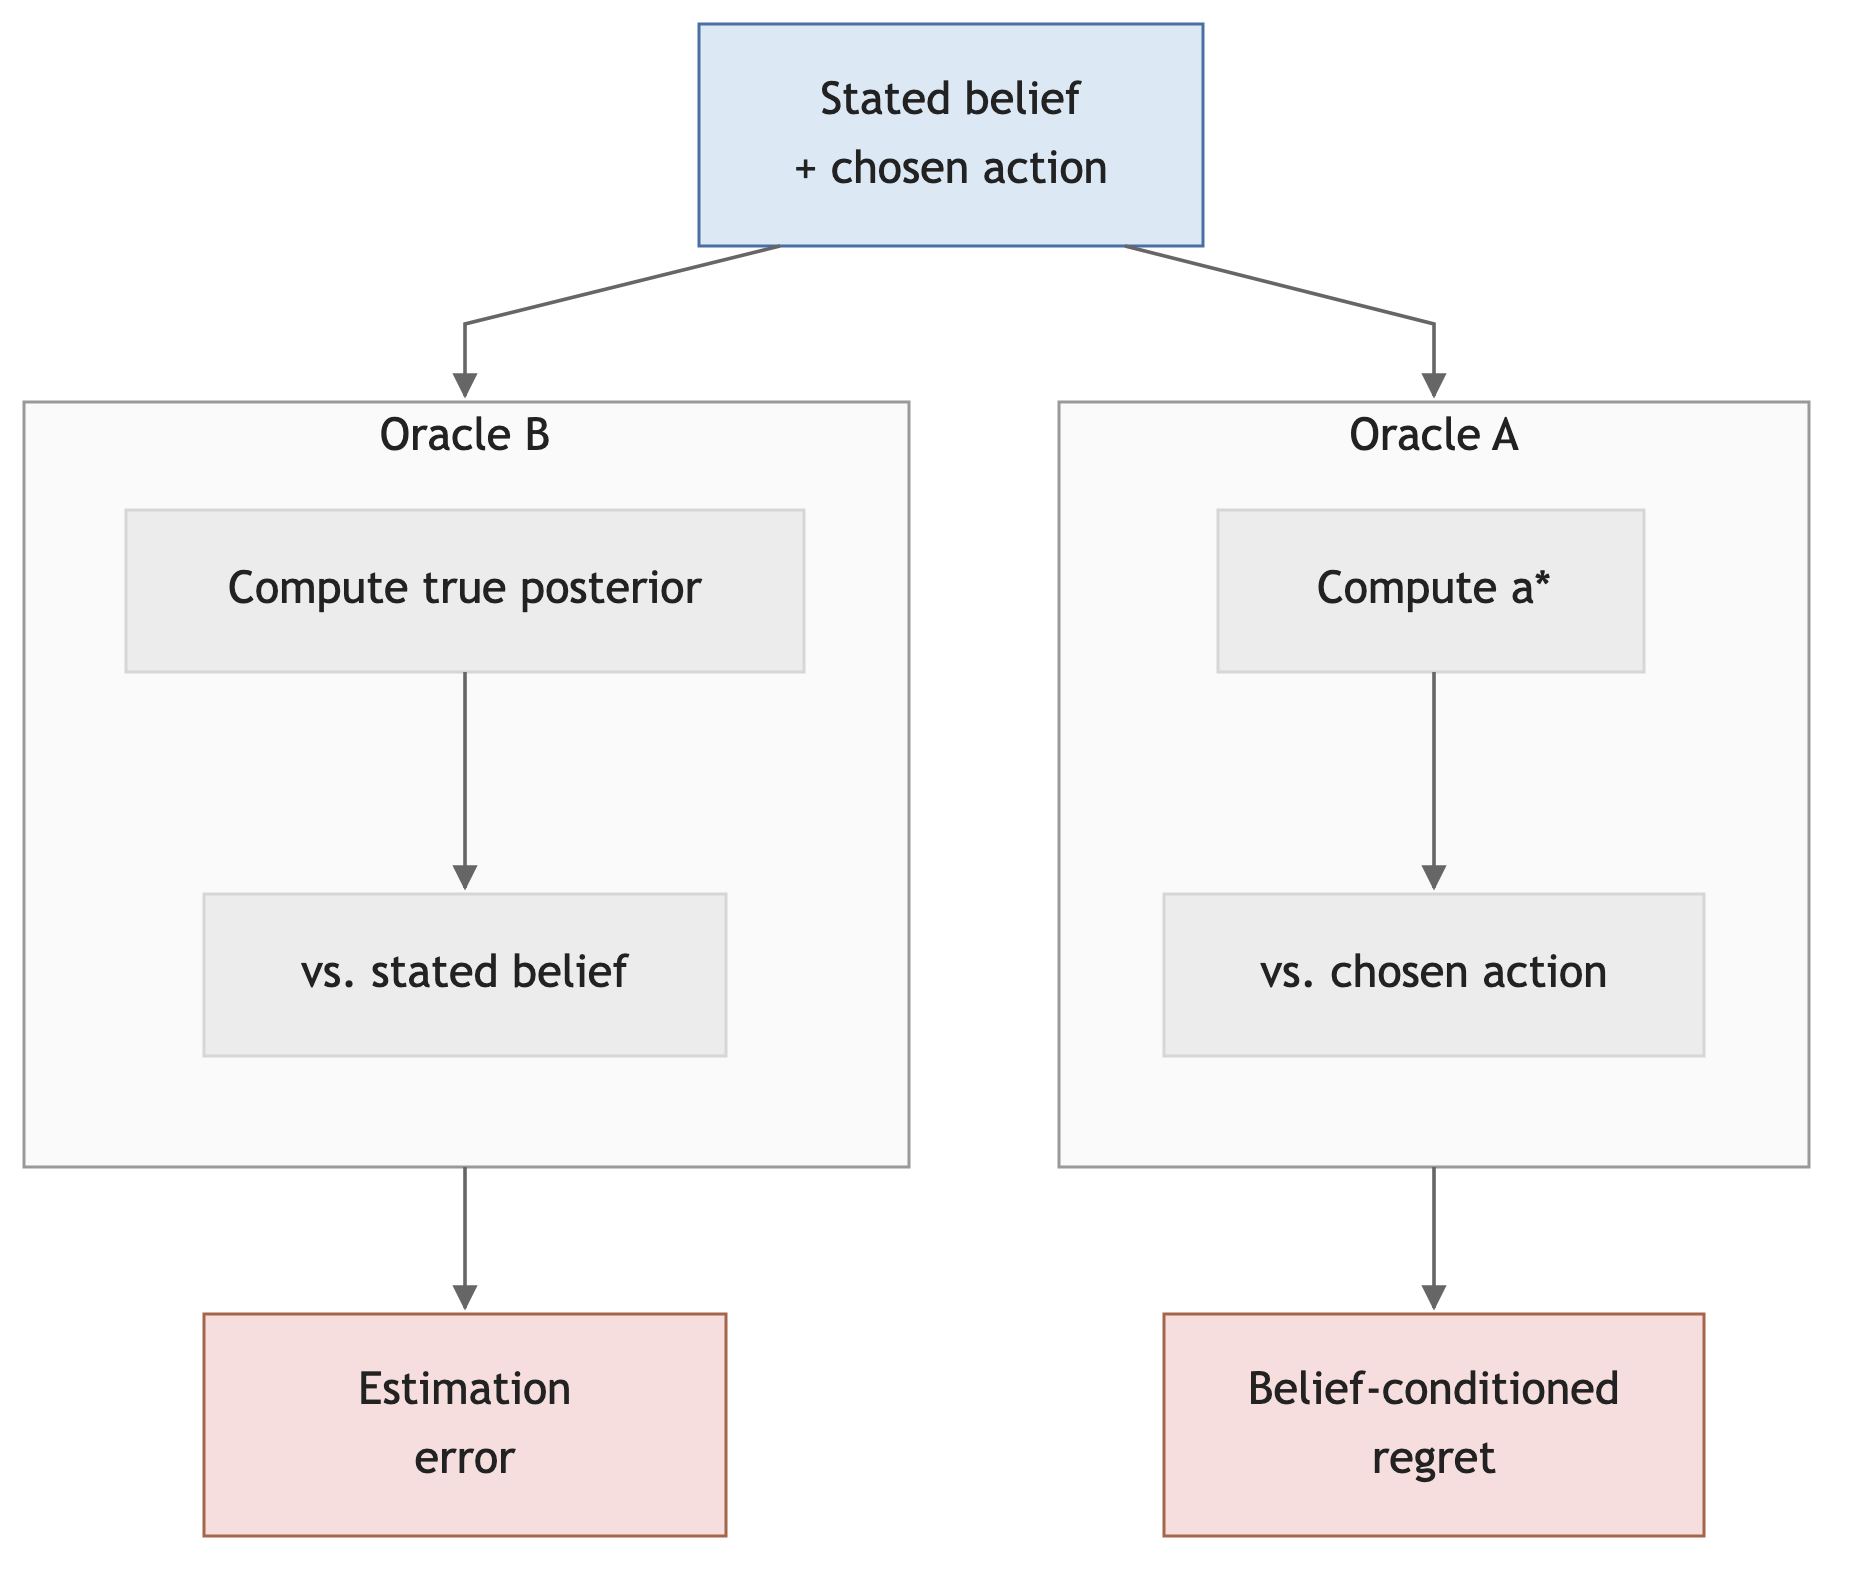 Stated belief
+ chosen action
Oracle B
Compute true posterior
vs. stated belief
Estimation
error
Oracle A
Compute a*
vs. chosen action
Belief-conditioned
regret